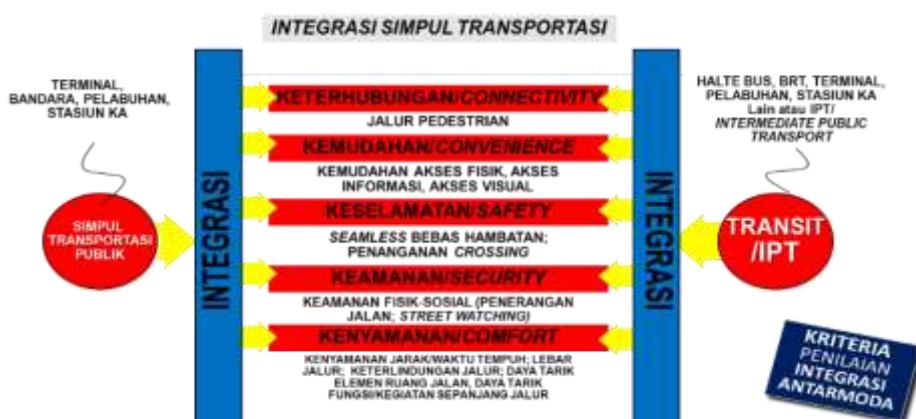 INTEGRASI SIMPUL TRANSPORTASI
TERMINAL,
BANDARA, PELABUHAN,
STASIUN KA
SIMPUL
TRANSPORTASI
PUBLIK
INTEGRASI
KETERHUBUNGAN/CONNECTIVITY
JALUR PEDESTRIAN
KEMUDAHAN/CONVENIENCE
KEMUDAHAN AKSES FISIK, AKSES
INFORMASI, AKSES VISUAL
KESELAMATAN/SAFETY
SEAMLESS BEBAS HAMBATAN;
PENANGANAN CROSSING
KEAMANAN/SECURITY
KEAMANAN FISIK-SOSIAL (PENERANGAN
JALAN; STREET WATCHING)
KENYAMANAN/COMFORT
KENYAMANAN JARAK/WAKTU TEMPUH; LEBAR
JALUR; KETERLINDUNGAN JALUR; DAYA TARIK
ELEMEN RUANG JALAN, DAYA TARIK
FUNGSI/KEGIATAN SEPANJANG JALUR
INTEGRASI
HALTE BUS, BRT, TERMINAL,
PELABUHAN, STASIUN KA
Lain atau IPT/
INTERMEDIATE PUBLIC
TRANSPORT
TRANSIT
/IPT
KRITERIA
PENILAIAN
INTEGRASI
ANTARMODA